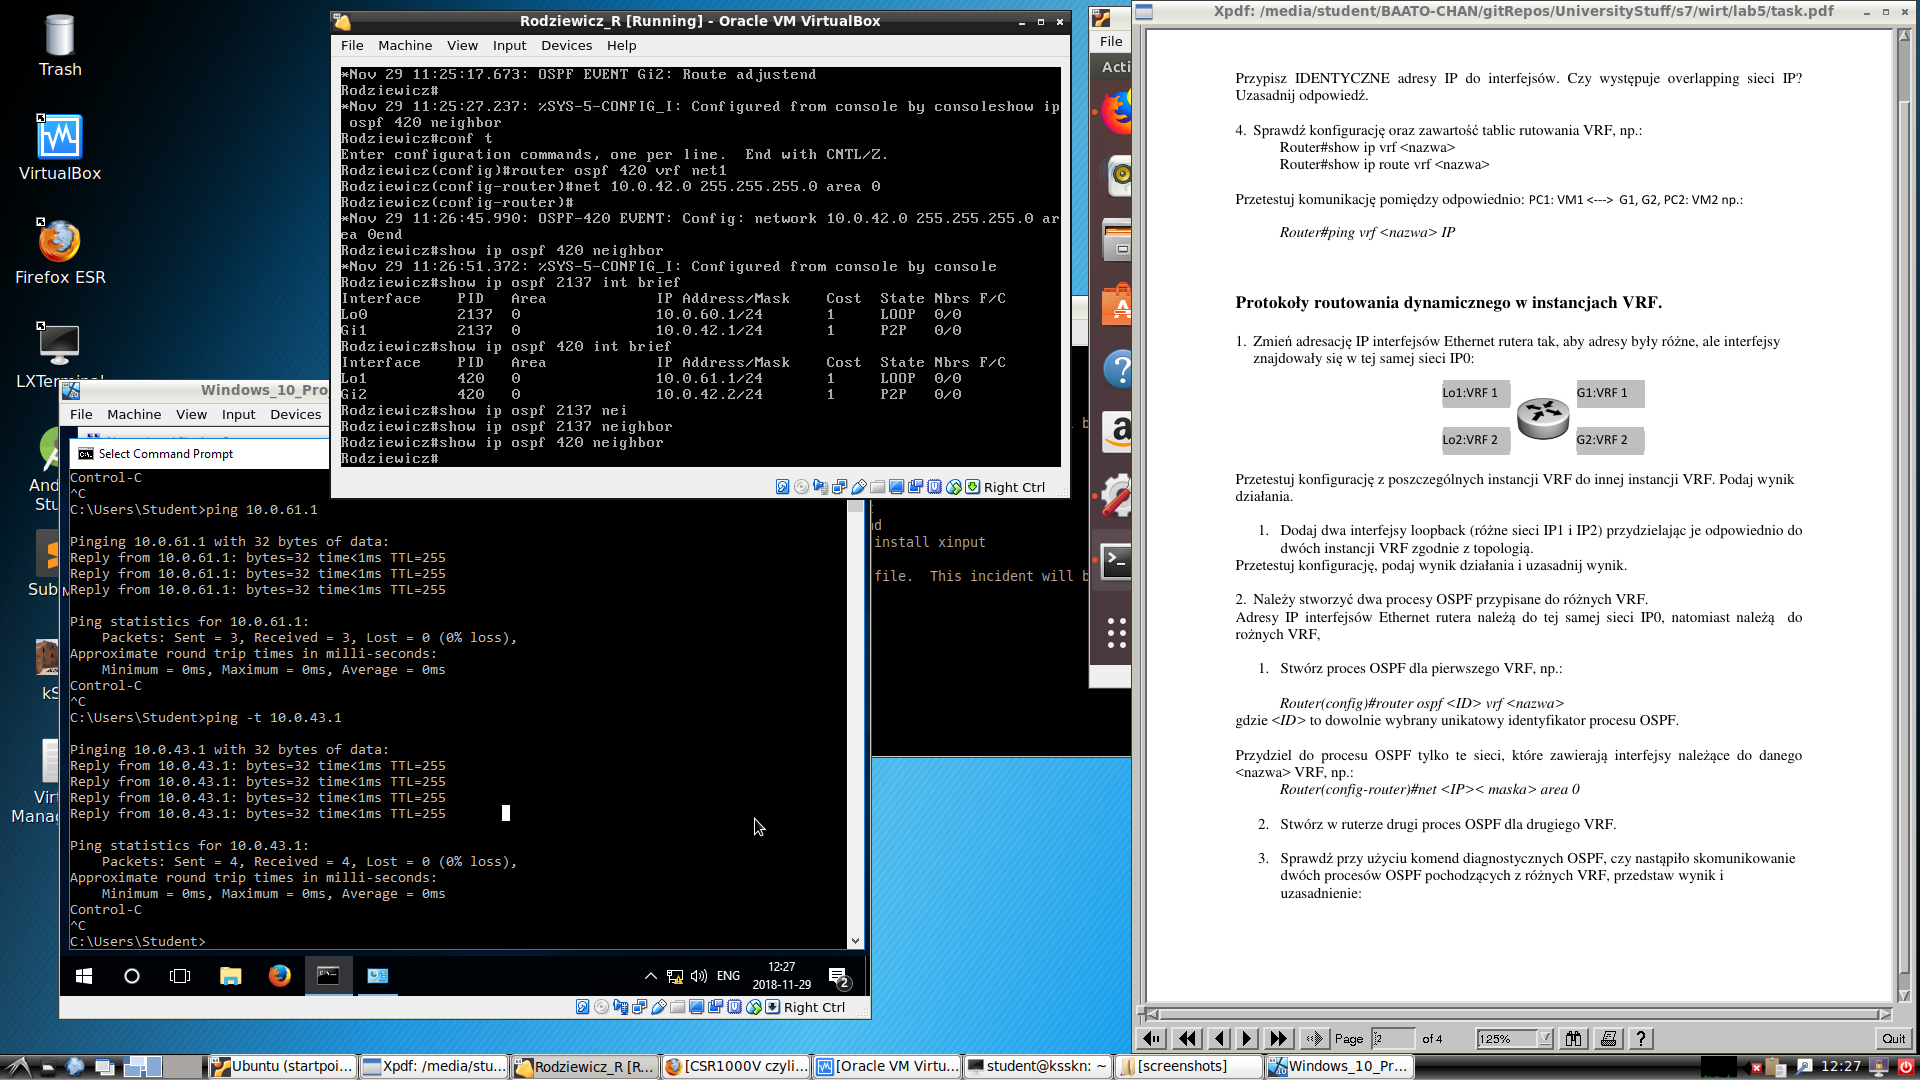 Trash
VirtualBox
Firefox ESR
LXTerminal
Rodziewicz_R [Running] - Oracle VM VirtualBox
File Machine View Input Devices Help
*Nov 29 11:25:17.673: OSPF EVENT Gi2: Route adjustend
Rodziewicz#
*Nov 29 11:25:27.237: %SYS-5-CONFIG_I: Configured from console by consoleshow ip
ospf 420 neighbor
Rodziewicz#conf t
Enter configuration commands, one per line.  End with CNTL/Z.
Rodziewicz(config)#router ospf 420 vrf net1
Rodziewicz(config-router)#net 10.0.42.0 255.255.255.0 area 0
Rodziewicz(config-router)#
*Nov 29 11:26:45.990: OSPF-420 EVENT: Config: network 10.0.42.0 255.255.255.0 ar
ea 0end
Rodziewicz#show ip ospf 420 neighbor
*Nov 29 11:26:51.372: %SYS-5-CONFIG_I: Configured from console by console
Rodziewicz#show ip ospf 2137 int brief
Interface    PID   Area            IP Address/Mask    Cost  State Nbrs F/C
Lo0          2137  0               10.0.60.1/24       1     LOOP  0/0
Gi1          2137  0               10.0.42.1/24       1     P2P   0/0
Rodziewicz#show ip ospf 420 int brief
Interface    PID   Area            IP Address/Mask    Cost  State Nbrs F/C
Lo1          420   0               10.0.61.1/24       1     LOOP  0/0
Gi2          420   0               10.0.42.2/24       1     P2P   0/0
Rodziewicz#show ip ospf 2137 nei
Rodziewicz#show ip ospf 2137 neighbor
Rodziewicz#show ip ospf 420 neighbor
Rodziewicz#
Right Ctrl
Windows_10_Pro
File Machine View Input Devices
Select Command Prompt
Control-C
^C
C:\Users\Student>ping 10.0.61.1
Pinging 10.0.61.1 with 32 bytes of data:
Reply from 10.0.61.1: bytes=32 time<1ms TTL=255
Reply from 10.0.61.1: bytes=32 time<1ms TTL=255
Reply from 10.0.61.1: bytes=32 time<1ms TTL=255
Ping statistics for 10.0.61.1:
Packets: Sent = 3, Received = 3, Lost = 0 (0% loss),
Approximate round trip times in milli-seconds:
Minimum = 0ms, Maximum = 0ms, Average = 0ms
Control-C
^C
C:\Users\Student>ping -t 10.0.43.1
Pinging 10.0.43.1 with 32 bytes of data:
Reply from 10.0.43.1: bytes=32 time<1ms TTL=255
Reply from 10.0.43.1: bytes=32 time<1ms TTL=255
Reply from 10.0.43.1: bytes=32 time<1ms TTL=255
Reply from 10.0.43.1: bytes=32 time<1ms TTL=255
Ping statistics for 10.0.43.1:
Packets: Sent = 4, Received = 4, Lost = 0 (0% loss),
Approximate round trip times in milli-seconds:
Minimum = 0ms, Maximum = 0ms, Average = 0ms
Control-C
^C
C:\Users\Student>
ENG
12:27
2018-11-29
2
Right Ctrl
install xinput
file.  This incident will b
File
Acti
Xpdf: /media/student/BAATO-CHAN/gitRepos/UniversityStuff/s7/wirt/lab5/task.pdf
Przypisz IDENTYCZNE adresy IP do interfejsów. Czy występuje overlapping sieci IP?
Uzasadnij odpowiedź.
4. Sprawdź konfigurację oraz zawartość tablic rutowania VRF, np.:
Router#show ip vrf <nazwa>
Router#show ip route vrf <nazwa>
Przetestuj komunikację pomiędzy odpowiednio: PC1: VM1 <---> G1, G2, PC2: VM2 np.:
Router#ping vrf <nazwa> IP
Protokoły routowania dynamicznego w instancjach VRF.
1. Zmień adresację IP interfejsów Ethernet rutera tak, aby adresy były różne, ale interfejsy
znajdowały się w tej samej sieci IP0:
Lo1:VRF 1 G1:VRF 1
Lo2:VRF 2 G2:VRF 2
Przetestuj konfigurację z poszczególnych instancji VRF do innej instancji VRF. Podaj wynik
działania.
1. Dodaj dwa interfejsy loopback (różne sieci IP1 i IP2) przydzielając je odpowiednio do
dwóch instancji VRF zgodnie z topologią.
Przetestuj konfigurację, podaj wynik działania i uzasadnij wynik.
2. Należy stworzyć dwa procesy OSPF przypisane do różnych VRF.
Adresy IP interfejsów Ethernet rutera należą do tej samej sieci IP0, natomiast należą do
rożnych VRF,
1. Stwórz proces OSPF dla pierwszego VRF, np.:
Router(config)#router ospf <ID> vrf <nazwa>
gdzie <ID> to dowolnie wybrany unikatowy identyfikator procesu OSPF.
Przydziel do procesu OSPF tylko te sieci, które zawierają interfejsy należące do danego
<nazwa> VRF, np.:
Router(config-router)#net <IP>< maska> area 0
2. Stwórz w ruterze drugi proces OSPF dla drugiego VRF.
3. Sprawdź przy użyciu komend diagnostycznych OSPF, czy nastąpiło skomunikowanie
dwóch procesów OSPF pochodzących z różnych VRF, przedstaw wynik i
uzasadnienie:
Page 2 of 4 125% Quit
Ubuntu (startpoi... Xpdf: /media/stu... Rodziewicz_R [R... [CSR1000V czyli... [Oracle VM Virtu... student@ksskn: ~ [screenshots] Windows_10_Pr... 12:27